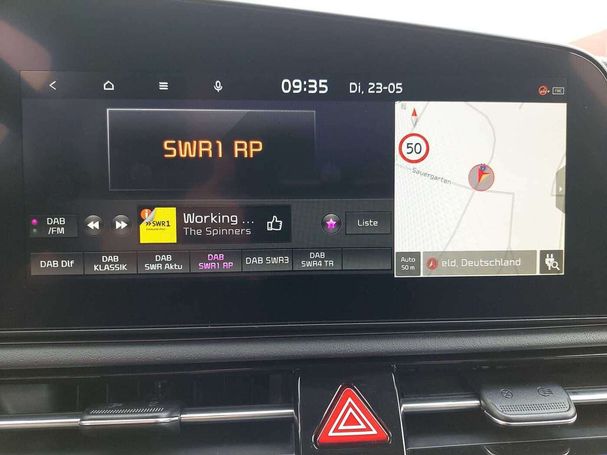 09:35
Di, 23-05
SWR1 RP
50
Sauergarten
DAB
/FM
SWR1
Working ...
The Spinners
Liste
DAB Dlf
DAB
KLASSIK
DAB
SWR Aktu
DAB
SWR1 RP
DAB SWR3
DAB
SWR4 TR
Auto
50 m
eld, Deutschland